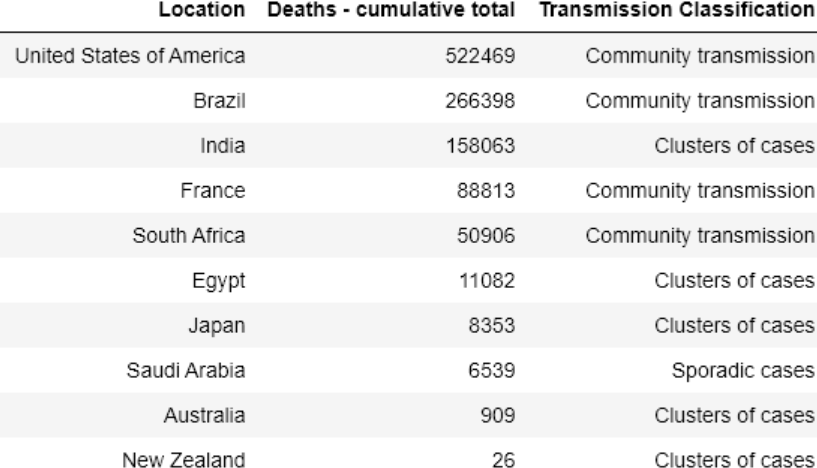 Location Deaths - cumulative total Transmission Classification
United States of America 522469 Community transmission
Brazil 266398 Community transmission
India 158063 Clusters of cases
France 88813 Community transmission
South Africa 50906 Community transmission
Egypt 11082 Clusters of cases
Japan 8353 Clusters of cases
Saudi Arabia 6539 Sporadic cases
Australia 909 Clusters of cases
New Zealand 26 Clusters of cases